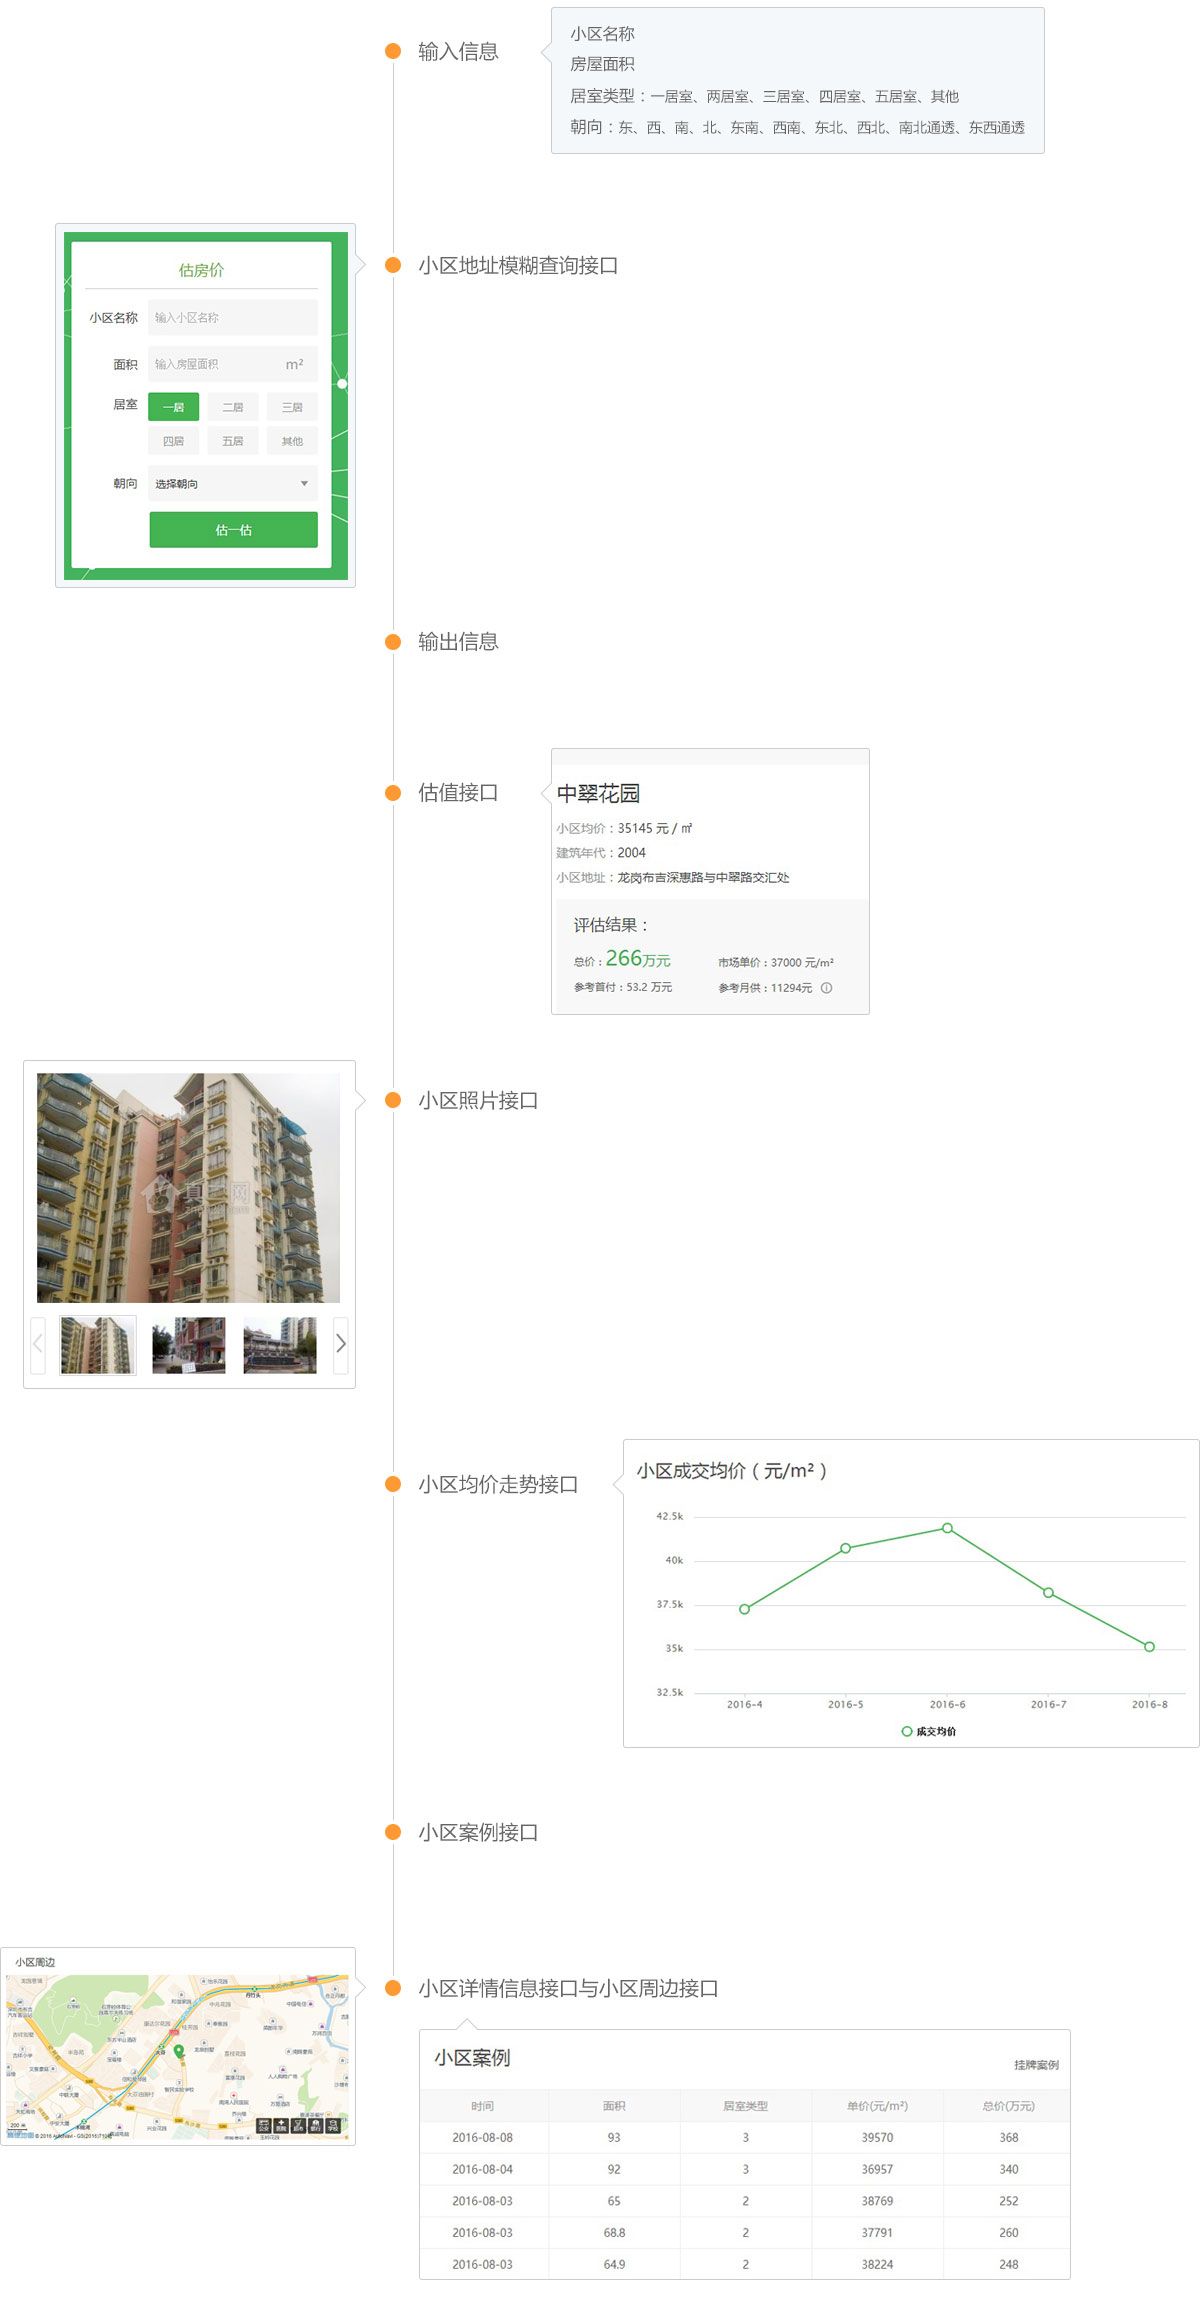 输入信息
小区名称
房屋面积
居室类型：一居室、两居室、三居室、四居室、五居室、其他
朝向：东、西、南、北、东南、西南、东北、西北、南北通透、东西通透
小区地址模糊查询接口
估房价
小区名称 输入小区名称
面积 输入房屋面积 m²
居室 一居 二居 三居
四居 五居 其他
朝向 选择朝向
估一估
输出信息
估值接口
中翠花园
小区均价：35145 元 / ㎡
建筑年代：2004
小区地址：龙岗布吉深惠路与中翠路交汇处
评估结果：
总价：266万元 市场单价：37000 元/m²
参考首付：53.2 万元 参考月供：11294元
小区照片接口
小区均价走势接口
小区成交均价（元/m²）
42.5k
40k
37.5k
35k
32.5k
2016-4 2016-5 2016-6 2016-7 2016-8
成交均价
小区案例接口
小区详情信息接口与小区周边接口
小区周边
小区案例
挂牌案例
时间 面积 居室类型 单价(元/m²) 总价(万元)
2016-08-08 93 3 39570 368
2016-08-04 92 3 36957 340
2016-08-03 65 2 38769 252
2016-08-03 68.8 2 37791 260
2016-08-03 64.9 2 38224 248